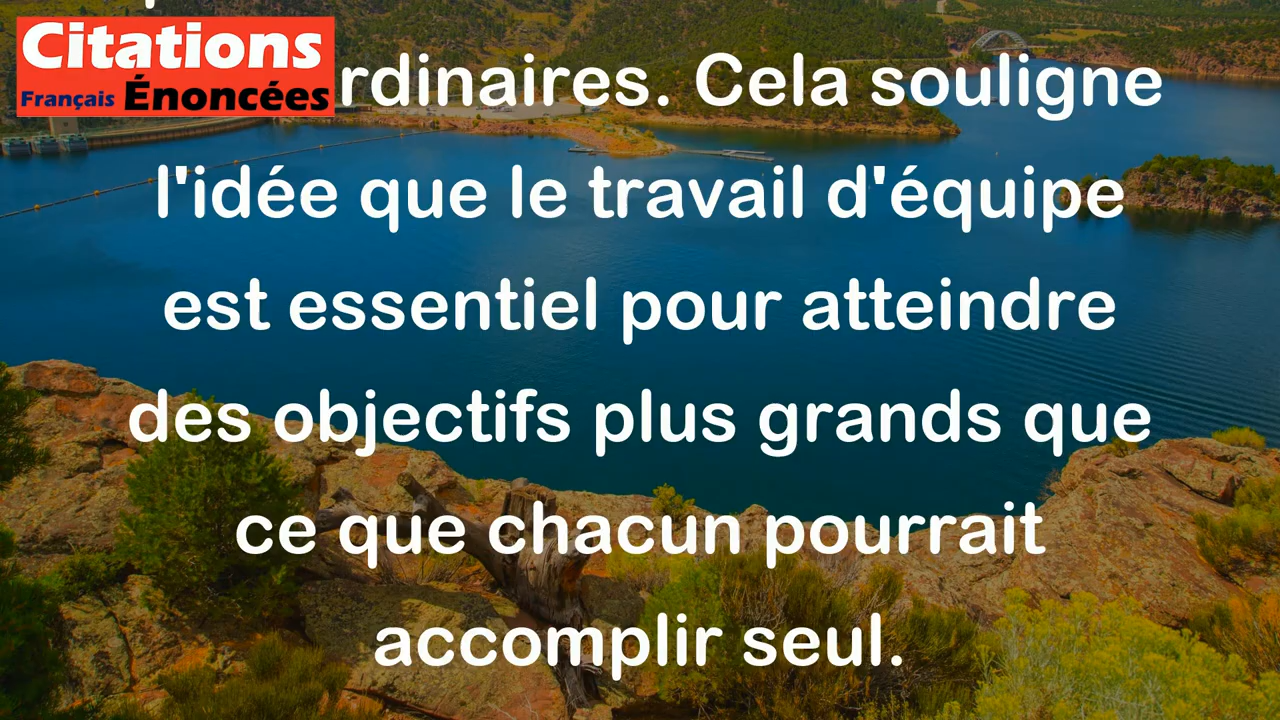 Citations
Français Énoncées
rdinaires. Cela souligne
l'idée que le travail d'équipe
est essentiel pour atteindre
des objectifs plus grands que
ce que chacun pourrait
accomplir seul.